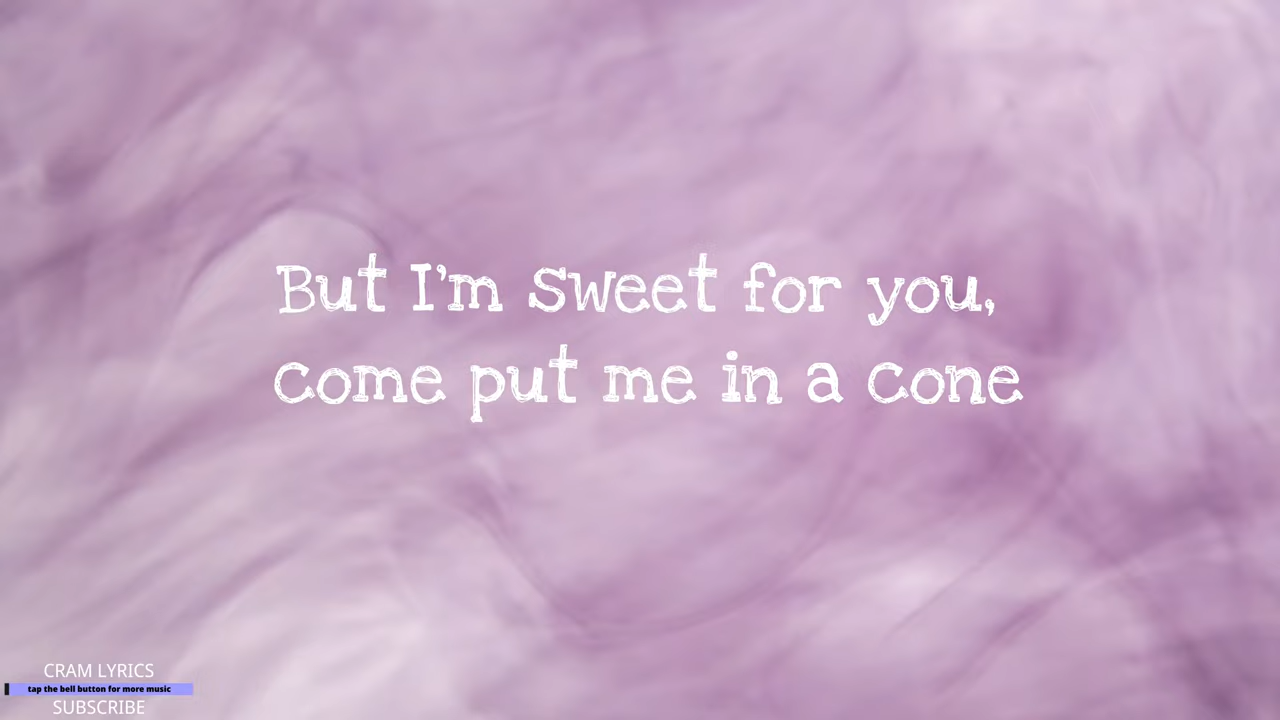 But I'm sweet for you,
come put me in a cone
CRAM LYRICS
tap the bell button for more music
SUBSCRIBE